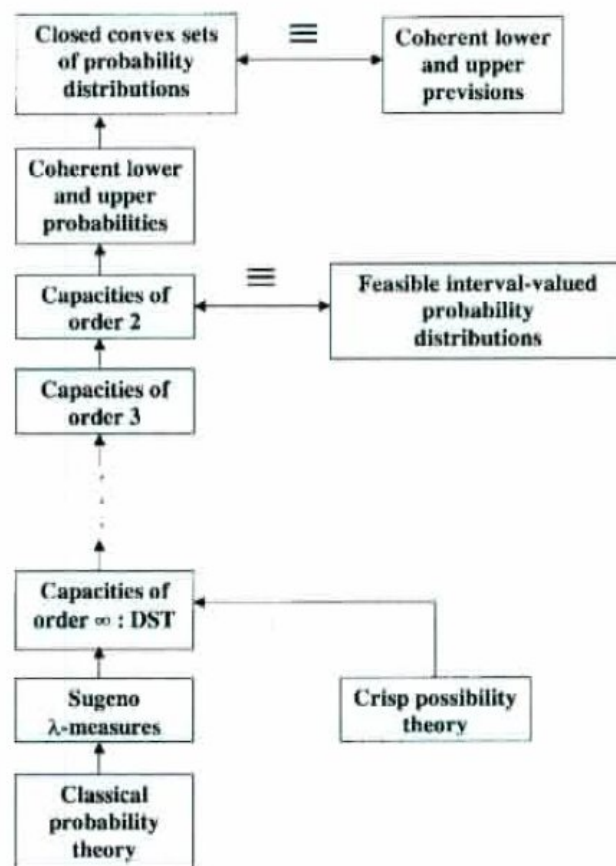 Closed convex sets
of probability
distributions
≡
Coherent lower
and upper
previsions
Coherent lower
and upper
probabilities
Capacities of
order 2
≡
Feasible interval-valued
probability
distributions
Capacities of
order 3
Capacities of
order ∞ : DST
Sugeno
λ-measures
Crisp possibility
theory
Classical
probability
theory